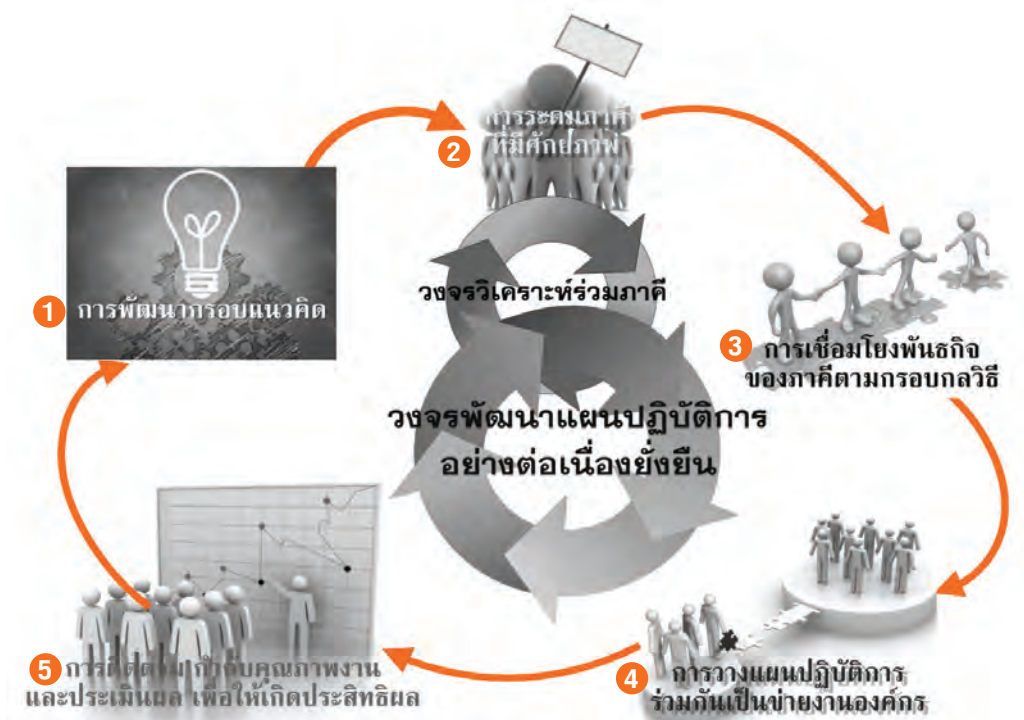 1 การพัฒนากรอบแนวคิด
2 การระดมภาคี
ที่มีศักยภาพ
วงจรวิเคราะห์ร่วมภาคี
3 การเชื่อมโยงพันธกิจ
ของภาคีตามกรอบกลวิธี
วงจรพัฒนาแผนปฏิบัติการ
อย่างต่อเนื่องยั่งยืน
4 การวางแผนปฏิบัติการ
ร่วมกันเป็นข่ายงานองค์กร
5 การติดตาม กำกับคุณภาพงาน
และประเมินผล เพื่อให้เกิดประสิทธิผล